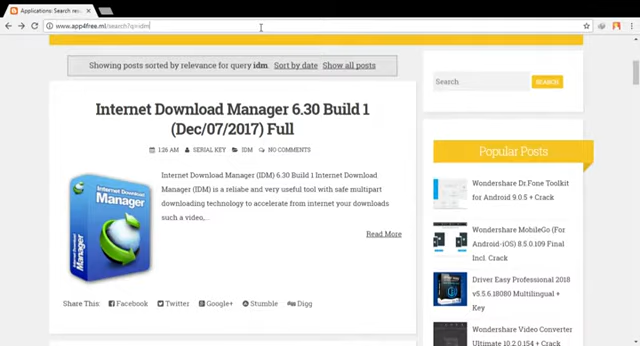 Applications: Search res
www.app4free.ml/search?q=idm
Showing posts sorted by relevance for query idm Sort by date Show all posts
Internet Download Manager 6.30 Build 1
(Dec/07/2017) Full
1:28 AM SERIAL KEY IDM NO COMMENTS
Internet Download
Manager
Internet Download
Manager
Internet Download Manager (IDM) 6.30 Build 1 Internet Download
Manager (IDM) is a reliabe and very useful tool with safe multipart
downloading technology to accelerate from internet your downloads
such a video,...
Read More
Share This: Facebook Twitter Google+ Stumble Digg
Search SEARCH
Popular Posts
Wondershare Dr.Fone Toolkit
for Android 9.0.5 + Crack
Wondershare MobileGo (For
Android-iOS) 8.5.0.109 Final
Incl. Crack
Driver Easy Professional 2018
v5.5.6.18080 Multilingual +
Key
Wondershare Video Converter
Ultimate 10.2.0.154 + Crack